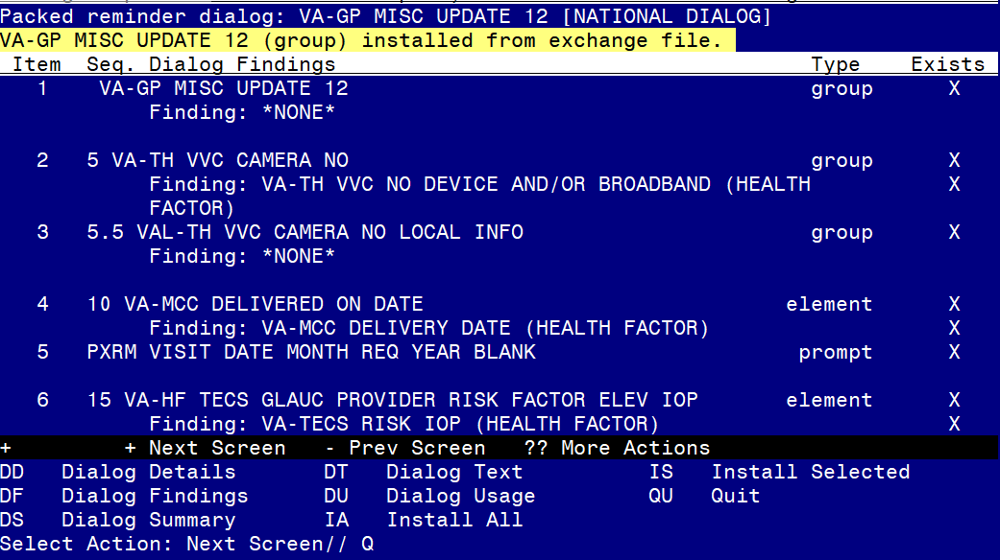 Packed reminder dialog: VA-GP MISC UPDATE 12 [NATIONAL DIALOG]
VA-GP MISC UPDATE 12 (group) installed from exchange file.
Item Seq. Dialog Findings Type Exists
1 VA-GP MISC UPDATE 12 group X
Finding: *NONE*
2 5 VA-TH VVC CAMERA NO group X
Finding: VA-TH VVC NO DEVICE AND/OR BROADBAND (HEALTH X
FACTOR)
3 5.5 VAL-TH VVC CAMERA NO LOCAL INFO group X
Finding: *NONE*
4 10 VA-MCC DELIVERED ON DATE element X
Finding: VA-MCC DELIVERY DATE (HEALTH FACTOR) X
5 PXRM VISIT DATE MONTH REQ YEAR BLANK prompt X
6 15 VA-HF TECS GLAUC PROVIDER RISK FACTOR ELEV IOP element X
Finding: VA-TECS RISK IOP (HEALTH FACTOR) X
+ + Next Screen - Prev Screen ?? More Actions
DD Dialog Details DT Dialog Text IS Install Selected
DF Dialog Findings DU Dialog Usage QU Quit
DS Dialog Summary IA Install All
Select Action: Next Screen// Q